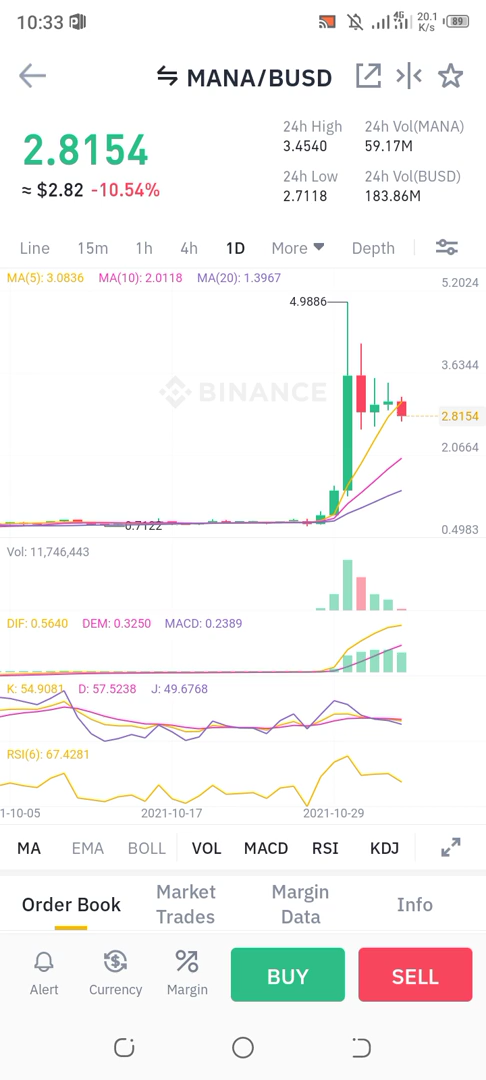 10:33
4G
20.1
K/s
89
MANA/BUSD
2.8154
≈ $2.82 -10.54%
24h High
3.4540
24h Vol(MANA)
59.17M
24h Low
2.7118
24h Vol(BUSD)
183.86M
Line 15m 1h 4h 1D More Depth
MA(5): 3.0836 MA(10): 2.0118 MA(20): 1.3967
5.2024
4.9886
3.6344
BINANCE
2.8154
2.0664
0.7122
0.4983
Vol: 11,746,443
DIF: 0.5640 DEM: 0.3250 MACD: 0.2389
K: 54.9081 D: 57.5238 J: 49.6768
RSI(6): 67.4281
1-10-05 2021-10-17 2021-10-29
MA EMA BOLL VOL MACD RSI KDJ
Order Book
Market
Trades
Margin
Data
Info
Alert
Currency
Margin
BUY
SELL